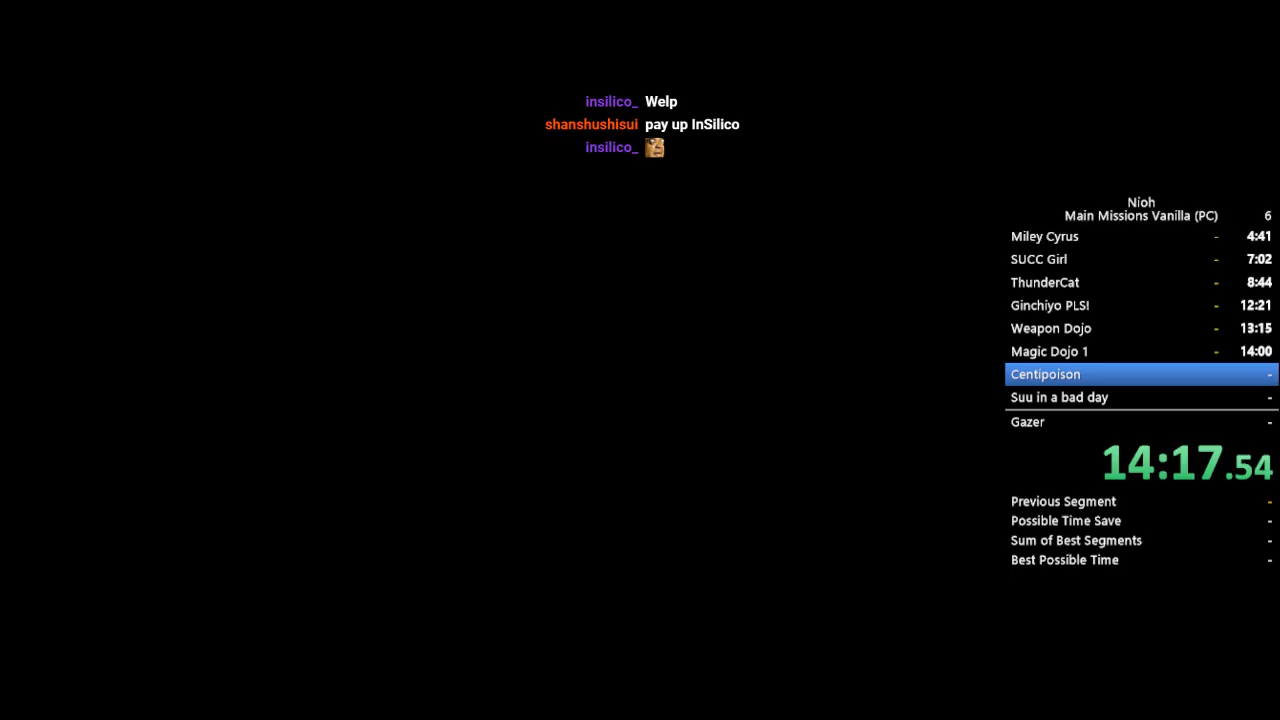 insilico_ Welp
shanshushisui pay up InSilico
insilico_
Nioh
Main Missions Vanilla (PC) 6
Miley Cyrus - 4:41
SUCC Girl - 7:02
ThunderCat - 8:44
Ginchiyo PLS! - 12:21
Weapon Dojo - 13:15
Magic Dojo 1 - 14:00
Centipoison -
Suu in a bad day -
Gazer -
14:17.54
Previous Segment -
Possible Time Save -
Sum of Best Segments -
Best Possible Time -